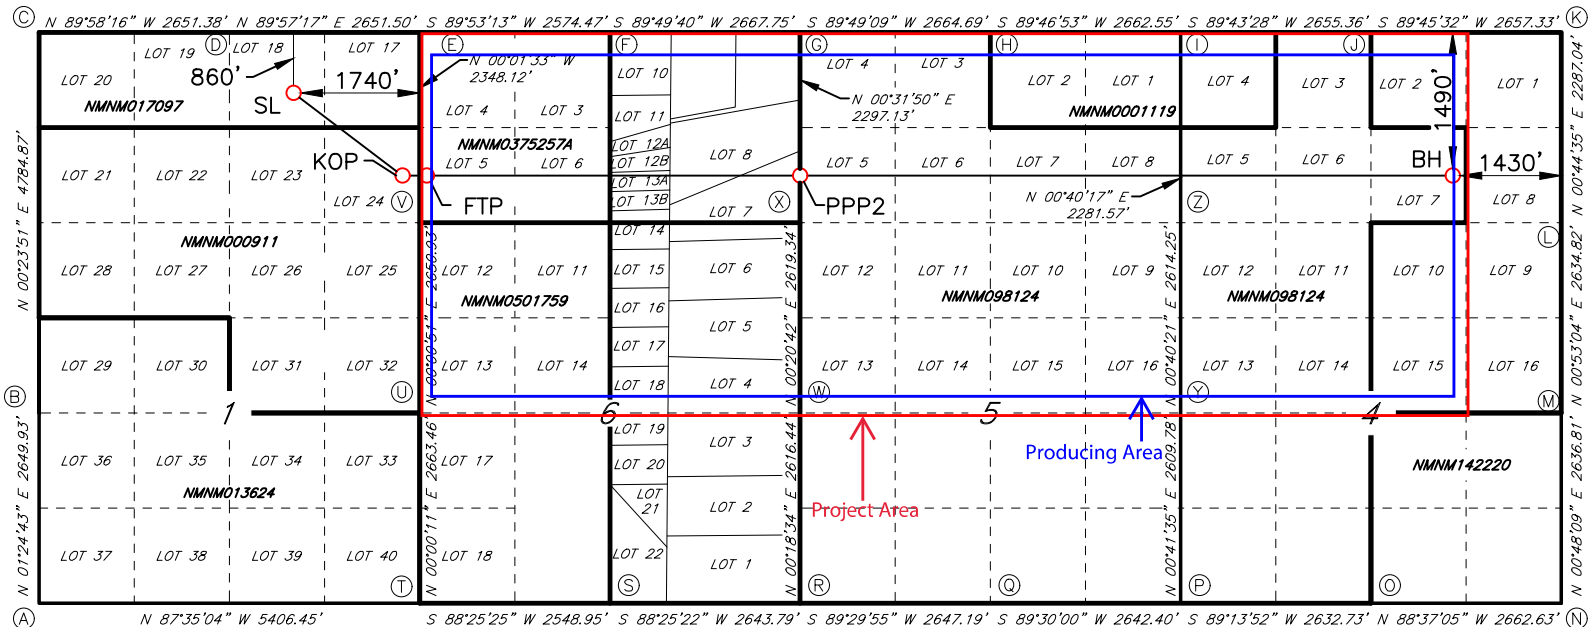 C N 89°58'16" W 2651.38' N 89°57'17" E 2651.50' S 89°53'13" W 2574.47' S 89°49'40" W 2667.75' S 89°49'09" W 2664.69' S 89°46'53" W 2662.55' S 89°43'28" W 2655.36' S 89°45'32" W 2657.33' K
LOT 19 D LOT 18 LOT 17 E F G H I J
N 00°01'33" W
2348.12'
LOT 20 860' 1740' LOT 10 LOT 4 LOT 3 LOT 2 LOT 1 LOT 4 LOT 3 LOT 2 1490' LOT 1
N 00°31'50" E
2297.13'
NMNM017097 SL LOT 4 LOT 3 LOT 11 NMNM0001119
NMNM0375257A LOT 12A
KOP LOT 5 LOT 6 LOT 12B LOT 8 LOT 5 LOT 6 LOT 7 LOT 8 LOT 5 LOT 6 BH 1430'
LOT 21 LOT 22 LOT 23 LOT 13A
LOT 24 V FTP LOT 13B LOT 7 X PPP2 N 00°40'17" E
2281.57'
Z LOT 7 LOT 8
NMNM000911 LOT 14 L
LOT 28 LOT 27 LOT 26 LOT 25 LOT 12 LOT 11 LOT 15 LOT 6 LOT 12 LOT 11 LOT 10 LOT 9 LOT 12 LOT 11 LOT 10 LOT 9
NMNM0501759 NMNM098124 NMNM098124
LOT 16
LOT 5
LOT 17
LOT 29 LOT 30 LOT 31 LOT 32 LOT 13 LOT 14 LOT 13 LOT 14 LOT 15 LOT 16 LOT 13 LOT 14 LOT 15 LOT 16
B U LOT 18 LOT 4 W Y M
1 6 5 4
LOT 19
LOT 3
Producing Area
LOT 36 LOT 35 LOT 34 LOT 33 LOT 17 LOT 20 NMNM142220
NMNM013624 LOT
21
LOT 2 Project Area
LOT 37 LOT 38 LOT 39 LOT 40 LOT 18 LOT 22 LOT 1
T S R Q P O
A N 87°35'04" W 5406.45' S 88°25'25" W 2548.95' S 88°25'22" W 2643.79' S 89°29'55" W 2647.19' S 89°30'00" W 2642.40' S 89°13'52" W 2632.73' N 88°37'05" W 2662.63' N
N 00°23'51" E 4784.87'
N 01°24'43" E 2649.93'
N 00°00'11" E 2663.46'
N 00°20'42" E 2619.34'
N 00°18'34" E 2616.44'
N 00°40'21" E 2614.25'
N 00°41'35" E 2609.78'
N 00°44'35" E 2287.04'
N 00°53'04" E 2634.82'
N 00°48'09" E 2636.81'